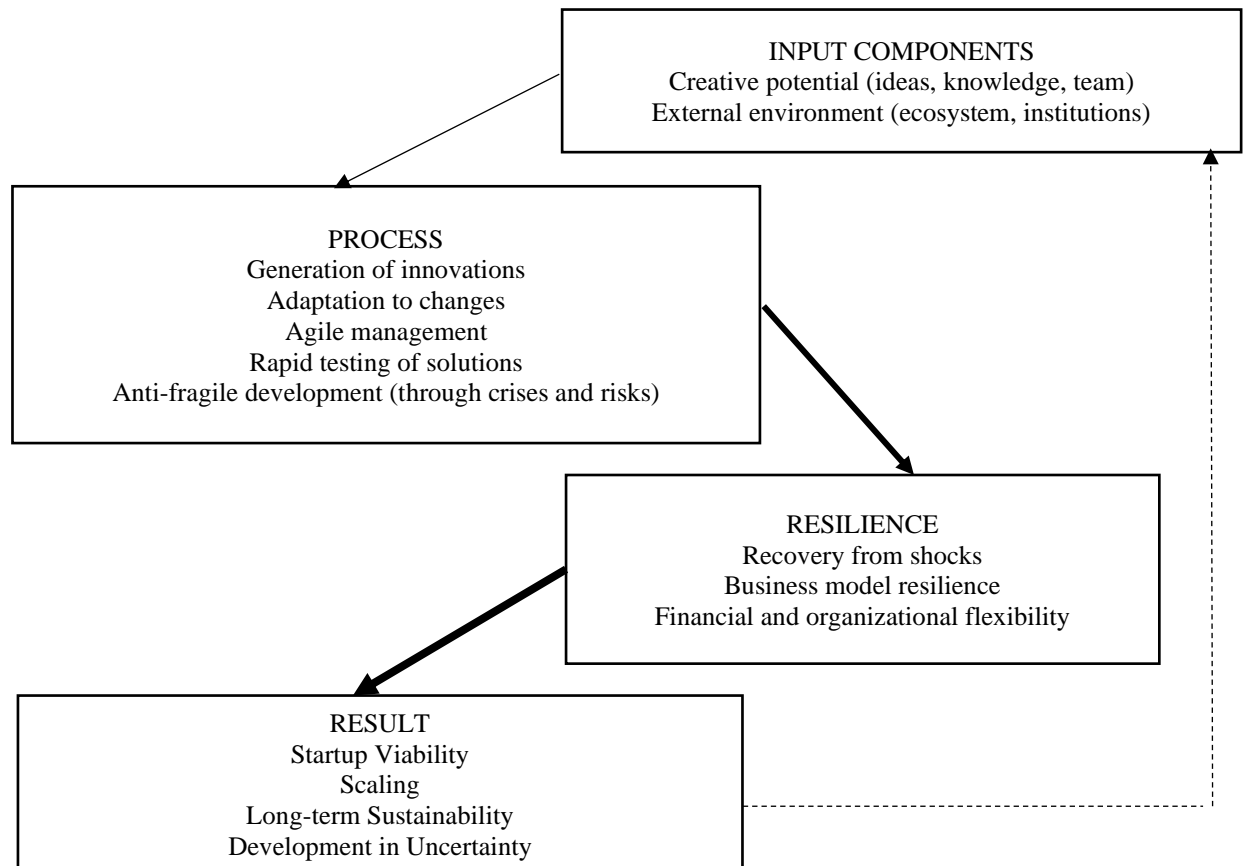 INPUT COMPONENTS
Creative potential (ideas, knowledge, team)
External environment (ecosystem, institutions)
PROCESS
Generation of innovations
Adaptation to changes
Agile management
Rapid testing of solutions
Anti-fragile development (through crises and risks)
RESILIENCE
Recovery from shocks
Business model resilience
Financial and organizational flexibility
RESULT
Startup Viability
Scaling
Long-term Sustainability
Development in Uncertainty